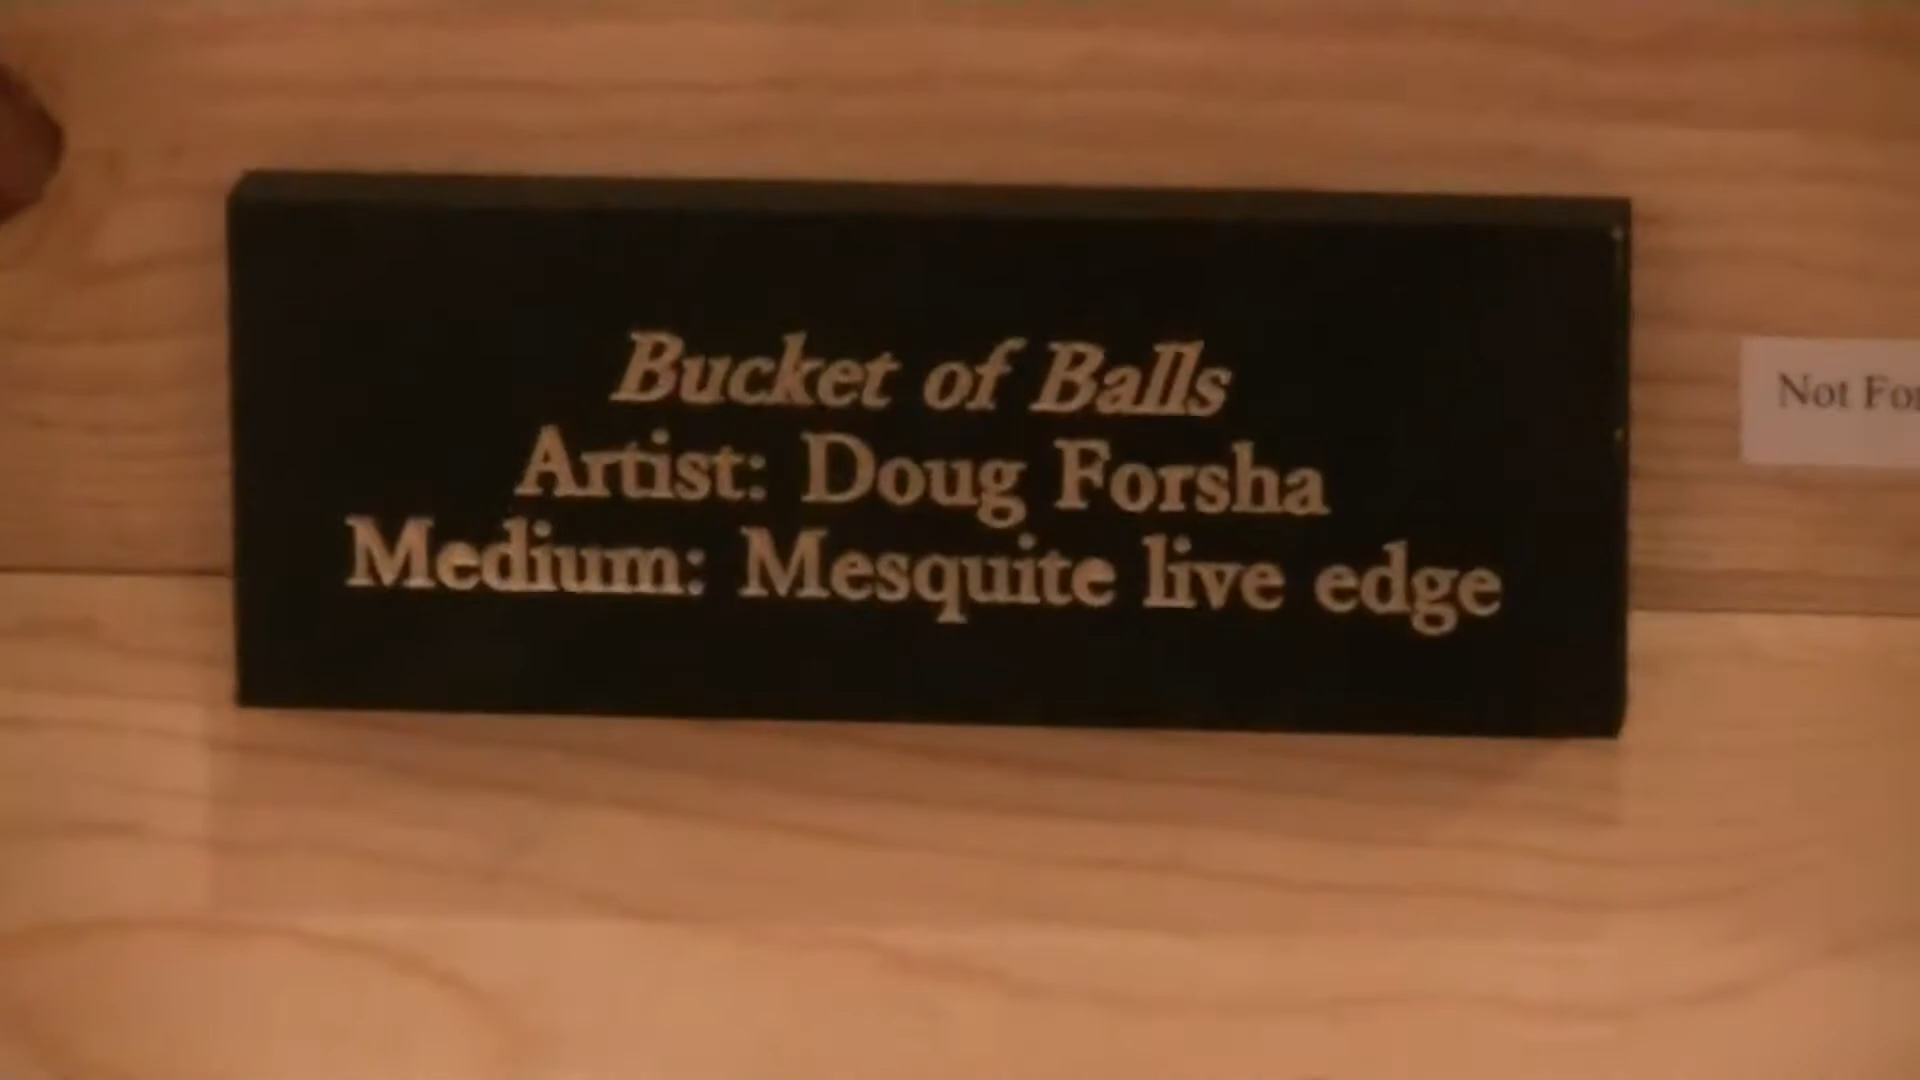 Bucket of Balls
Artist: Doug Forsha
Medium: Mesquite live edge
Not For